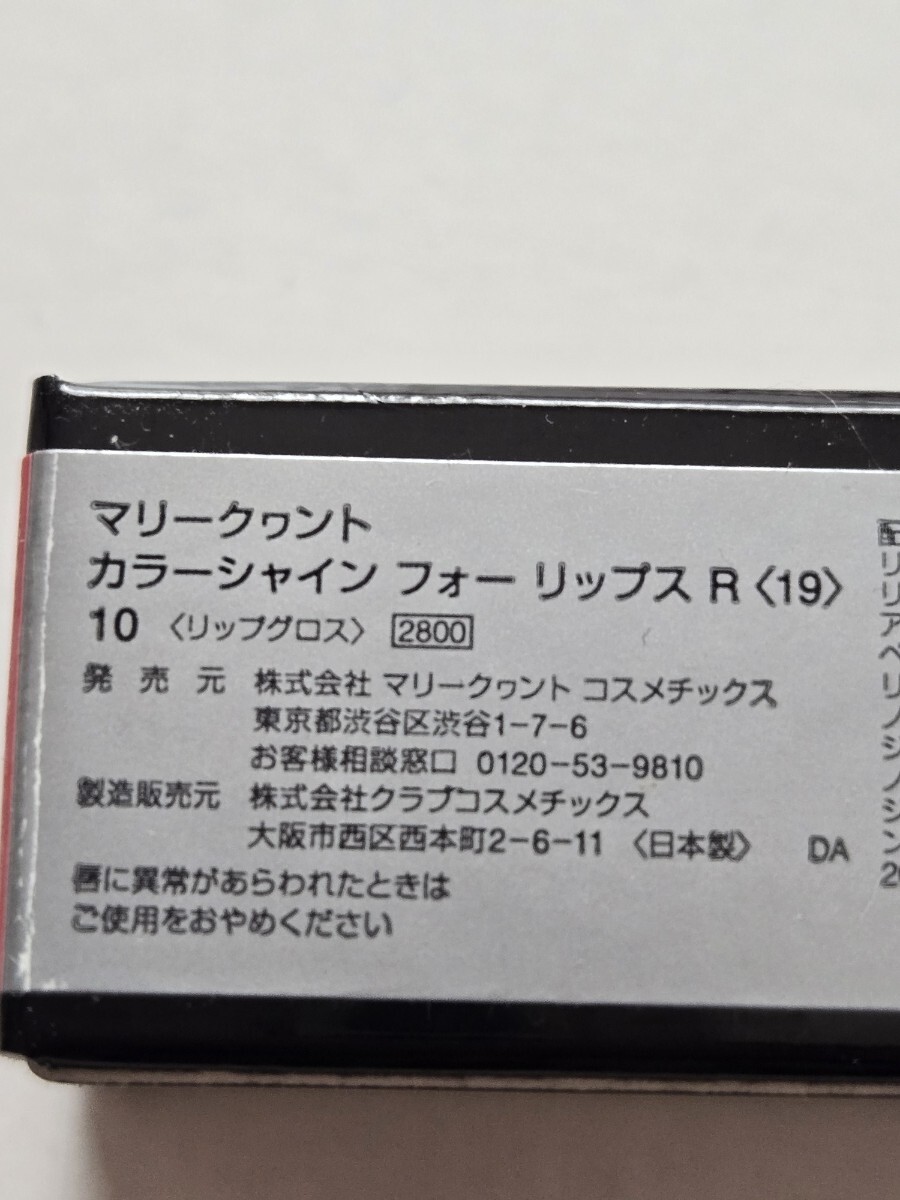 マリークヮント
カラーシャイン フォー リップス R〈19〉
10 〈リップグロス〉 2800
発売元 株式会社 マリークヮント コスメチックス
東京都渋谷区渋谷1-7-6
お客様相談窓口 0120-53-9810
製造販売元 株式会社クラブコスメチックス
大阪市西区西本町2-6-11 〈日本製〉 DA
唇に異常があらわれたときは
ご使用をおやめください